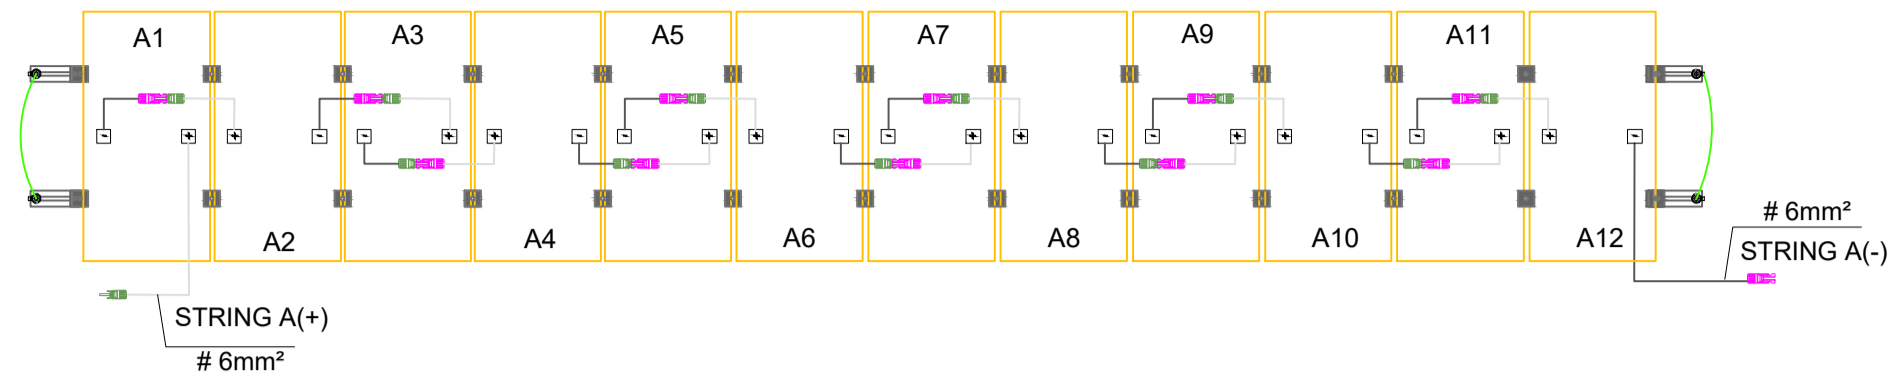 A1
A3
A5
A7
A9
A11
- + + - - + + - - + + - - + + - - + + - - + + -
A2
A4
A6
A8
A10
A12
# 6mm²
STRING A(-)
STRING A(+)
# 6mm²